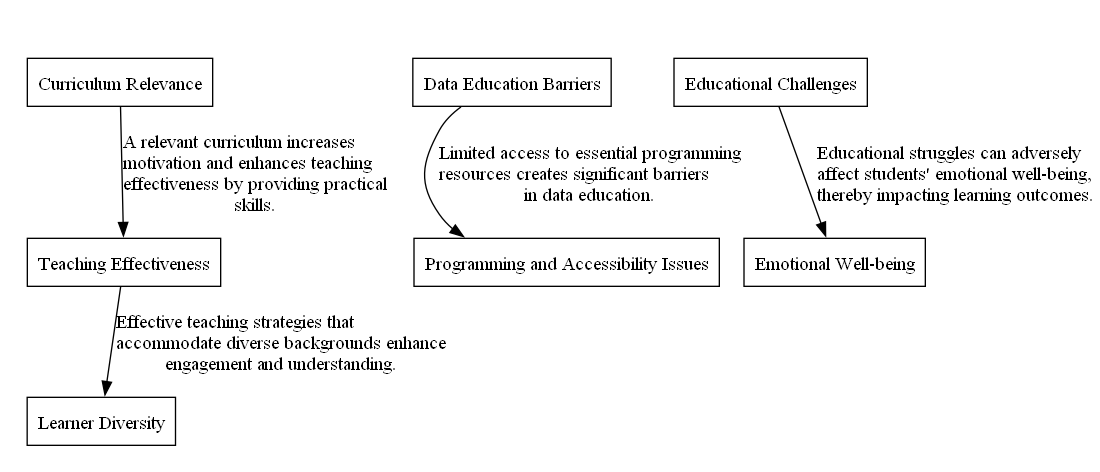 Curriculum Relevance
Data Education Barriers
Educational Challenges
A relevant curriculum increases
motivation and enhances teaching
effectiveness by providing practical
skills.
Limited access to essential programming
resources creates significant barriers
in data education.
Educational struggles can adversely
affect students' emotional well-being,
thereby impacting learning outcomes.
Teaching Effectiveness
Programming and Accessibility Issues
Emotional Well-being
Effective teaching strategies that
accommodate diverse backgrounds enhance
engagement and understanding.
Learner Diversity